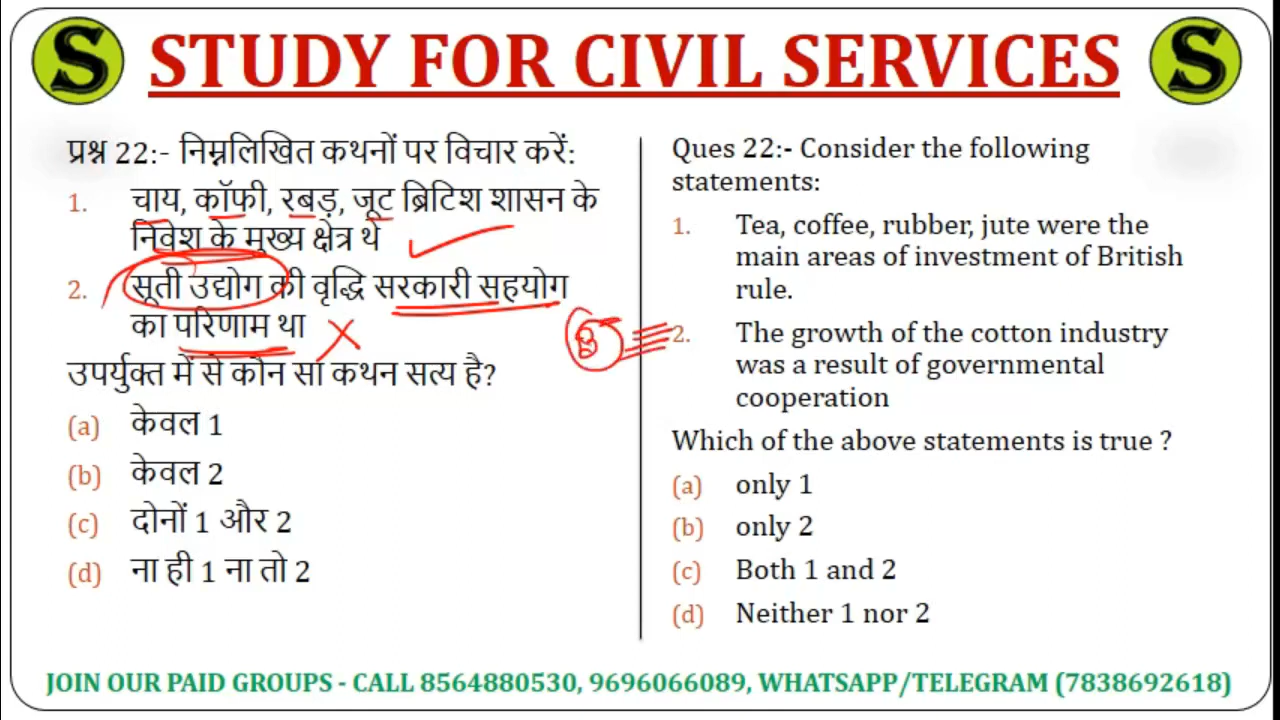 S STUDY FOR CIVIL SERVICES S
प्रश्न 22:- निम्नलिखित कथनों पर विचार करें:
1. चाय, कॉफी, रबड़, जूट ब्रिटिश शासन के
निवेश के मुख्य क्षेत्र थे
2. सूती उद्योग की वृद्धि सरकारी सहयोग
का परिणाम था
उपर्युक्त में से कौन सा कथन सत्य है?
(a) केवल 1
(b) केवल 2
(c) दोनों 1 और 2
(d) ना ही 1 ना तो 2
Ques 22:- Consider the following
statements:
1. Tea, coffee, rubber, jute were the
main areas of investment of British
rule.
2. The growth of the cotton industry
was a result of governmental
cooperation
Which of the above statements is true ?
(a) only 1
(b) only 2
(c) Both 1 and 2
(d) Neither 1 nor 2
JOIN OUR PAID GROUPS - CALL 8564880530, 9696066089, WHATSAPP/TELEGRAM (7838692618)